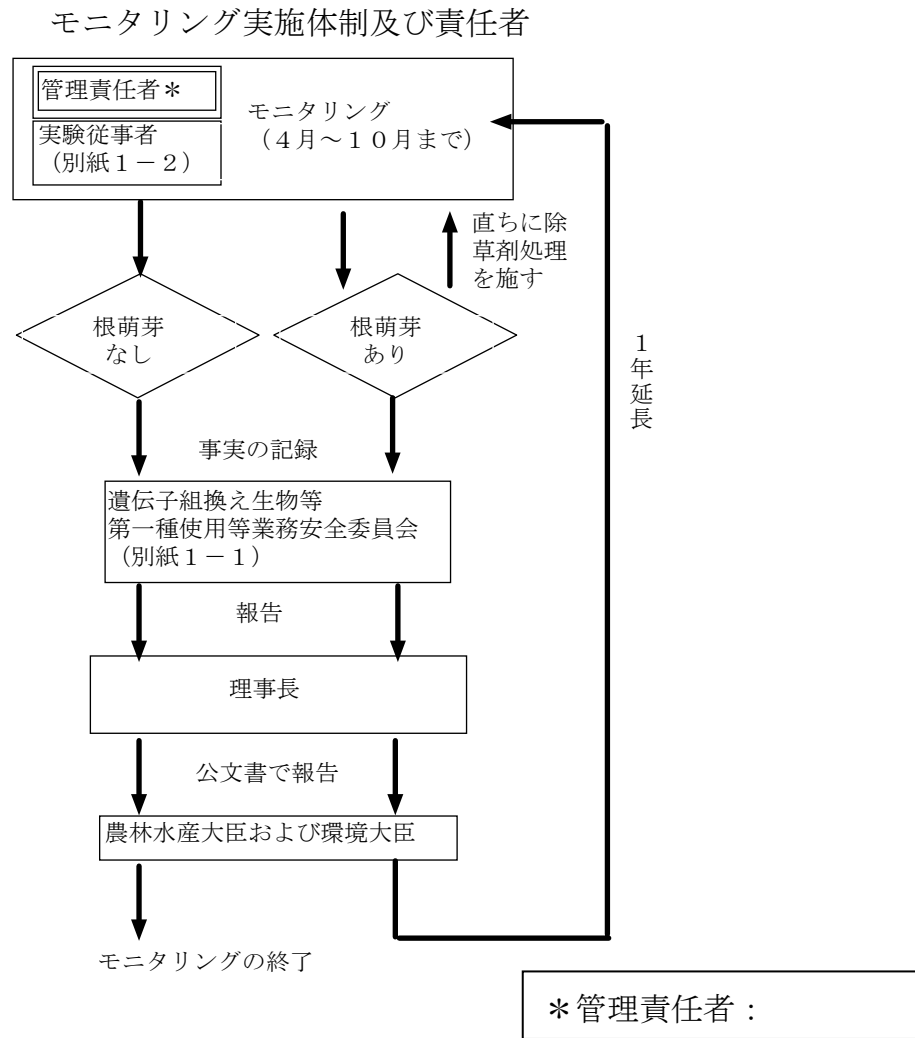 モニタリング実施体制及び責任者
管理責任者＊
実験従事者
（別紙１－２）
モニタリング
（４月～１０月まで）
直ちに除
草剤処理
を施す
根萌芽
なし
根萌芽
あり
１年延長
事実の記録
遺伝子組換え生物等
第一種使用等業務安全委員会
（別紙１－１）
報告
理事長
公文書で報告
農林水産大臣および環境大臣
モニタリングの終了
＊管理責任者：